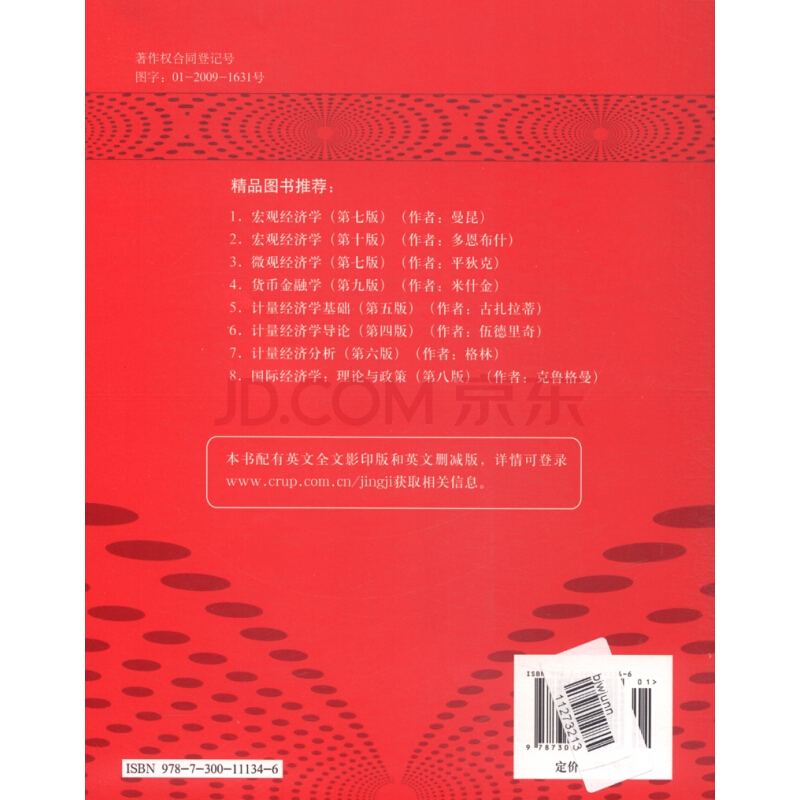 著作权合同登记号
图字：01-2009-1631号
精品图书推荐：
1．宏观经济学（第七版）（作者：曼昆）
2．宏观经济学（第十版）（作者：多恩布什）
3．微观经济学（第七版）（作者：平狄克）
4．货币金融学（第九版）（作者：米什金）
5．计量经济学基础（第五版）（作者：古扎拉蒂）
6．计量经济学导论（第四版）（作者：伍德里奇）
7．计量经济分析（第六版）（作者：格林）
8．国际经济学：理论与政策（第八版）（作者：克鲁格曼）
JD.COM 京东
本书配有英文全文影印版和英文删减版，详情可登录
www.crup.com.cn/jingji获取相关信息。
ISBN
-6
01>
biwiunn
11273213
9 78730
定价
ISBN 978-7-300-11134-6